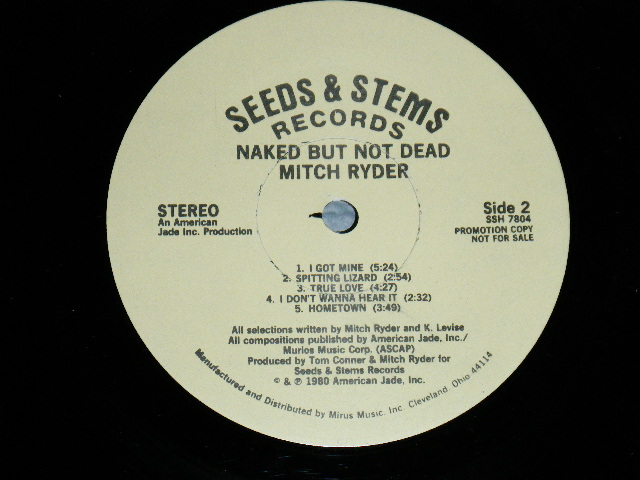 SEEDS & STEMS
RECORDS
NAKED BUT NOT DEAD
MITCH RYDER
STEREO
An American
Jade Inc. Production
Side 2
SSH 7804
PROMOTION COPY
NOT FOR SALE
1. I GOT MINE (5:24)
2. SPITTING LIZARD (2:54)
3. TRUE LOVE (4:27)
4. I DON'T WANNA HEAR IT (2:32)
5. HOMETOWN (3:49)
All selections written by Mitch Ryder and K. Levise
All compositions published by American Jade, Inc./
Murios Music Corp. (ASCAP)
Produced by Tom Conner & Mitch Ryder for
Seeds & Stems Records
© & ℗ 1980 American Jade, Inc.
Manufactured and Distributed by Mirus Music. Inc. Cleveland, Ohio 44114